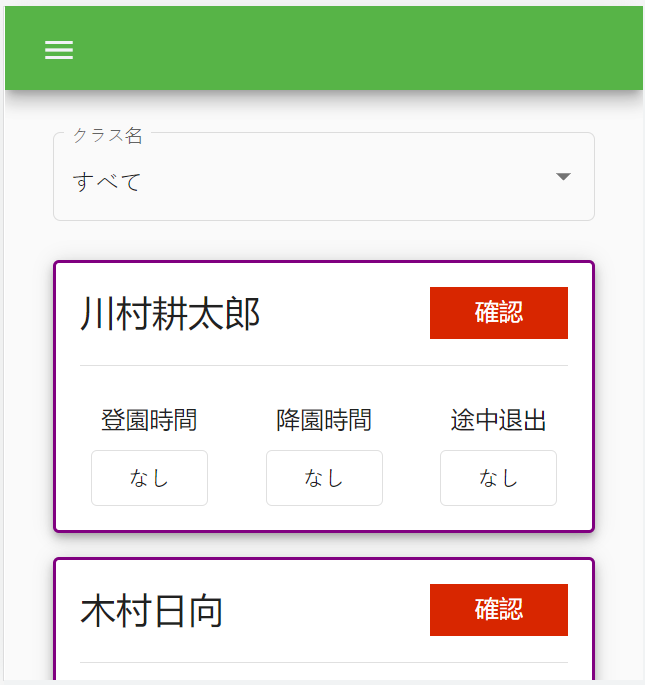 クラス名
すべて
川村耕太郎
確認
登園時間 降園時間 途中退出
なし なし なし
木村日向
確認